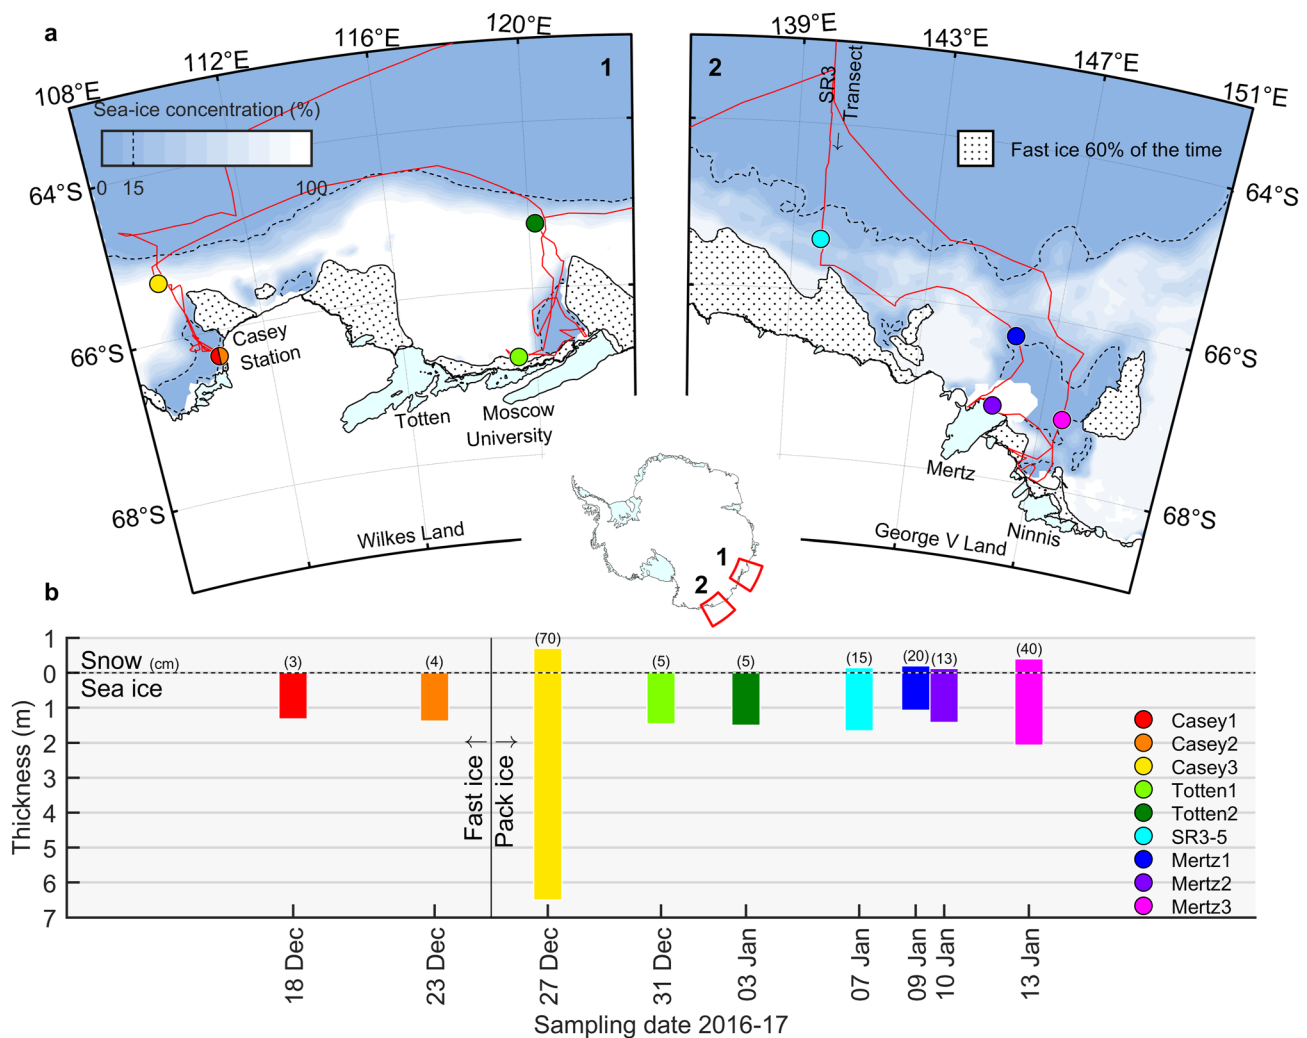 a
108°E
112°E
116°E
120°E
1
2
139°E
143°E
147°E
151°E
Sea-ice concentration (%)
0 15 100
64°S
66°S
68°S
Casey
Station
Totten
Moscow
University
Wilkes Land
SR3
Transect
↓
Fast ice 60% of the time
64°S
66°S
68°S
Mertz
Ninnis
George V Land
1
2
b
Thickness (m)
1
0
1
2
3
4
5
6
7
Snow (cm)
Sea ice
(3)
(4)
(70)
(5)
(5)
(15)
(20)
(13)
(40)
← Fast ice
Pack ice →
Casey1
Casey2
Casey3
Totten1
Totten2
SR3-5
Mertz1
Mertz2
Mertz3
18 Dec
23 Dec
27 Dec
31 Dec
03 Jan
07 Jan
09 Jan
10 Jan
13 Jan
Sampling date 2016-17